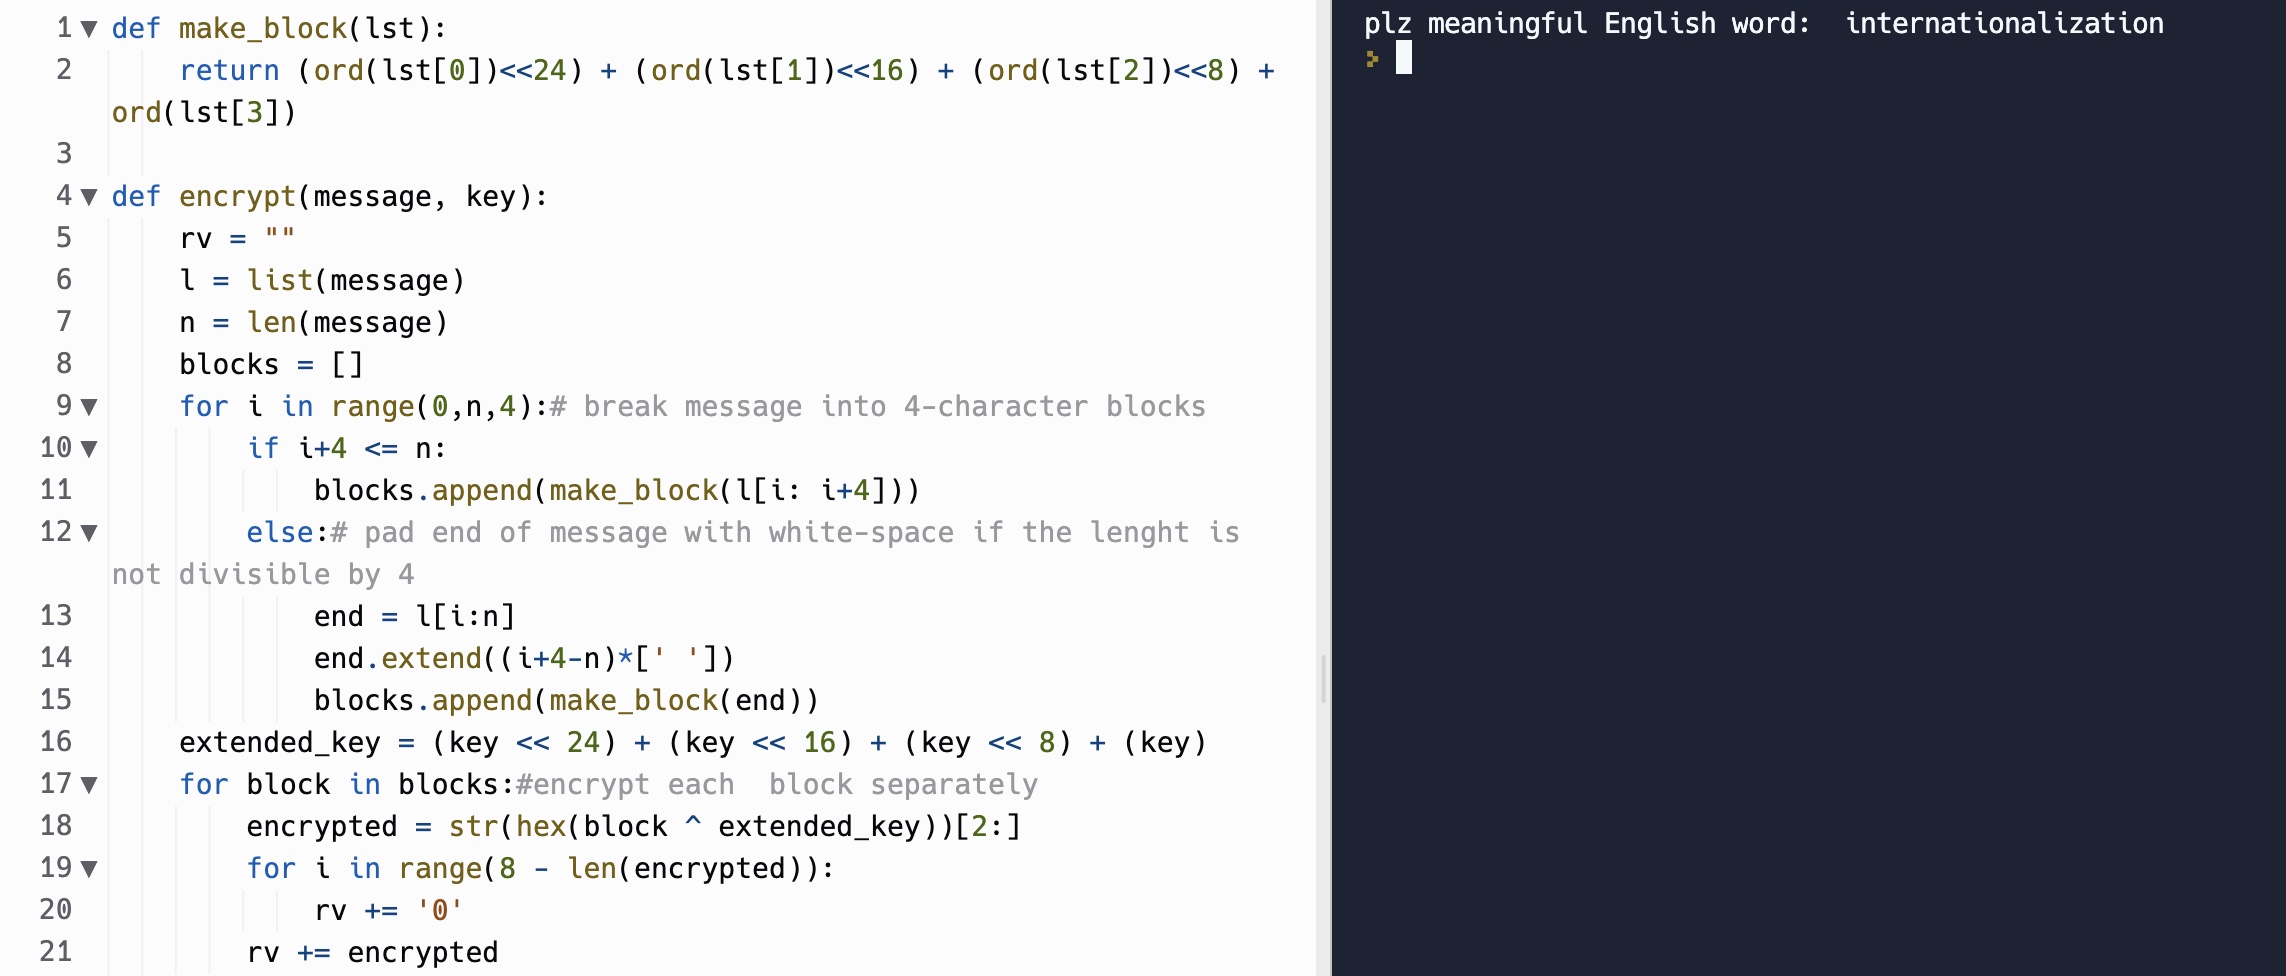 1 ▼ def make_block(lst):
2 return (ord(lst[0])<<24) + (ord(lst[1])<<16) + (ord(lst[2])<<8) +
ord(lst[3])
3
4 ▼ def encrypt(message, key):
5 rv = ""
6 l = list(message)
7 n = len(message)
8 blocks = []
9 ▼ for i in range(0,n,4):# break message into 4-character blocks
10 ▼ if i+4 <= n:
11 blocks.append(make_block(l[i: i+4]))
12 ▼ else:# pad end of message with white-space if the lenght is
not divisible by 4
13 end = l[i:n]
14 end.extend((i+4-n)*[' '])
15 blocks.append(make_block(end))
16 extended_key = (key << 24) + (key << 16) + (key << 8) + (key)
17 ▼ for block in blocks:#encrypt each  block separately
18 encrypted = str(hex(block ^ extended_key))[2:]
19 ▼ for i in range(8 - len(encrypted)):
20 rv += '0'
21 rv += encrypted
plz meaningful English word:  internationalization